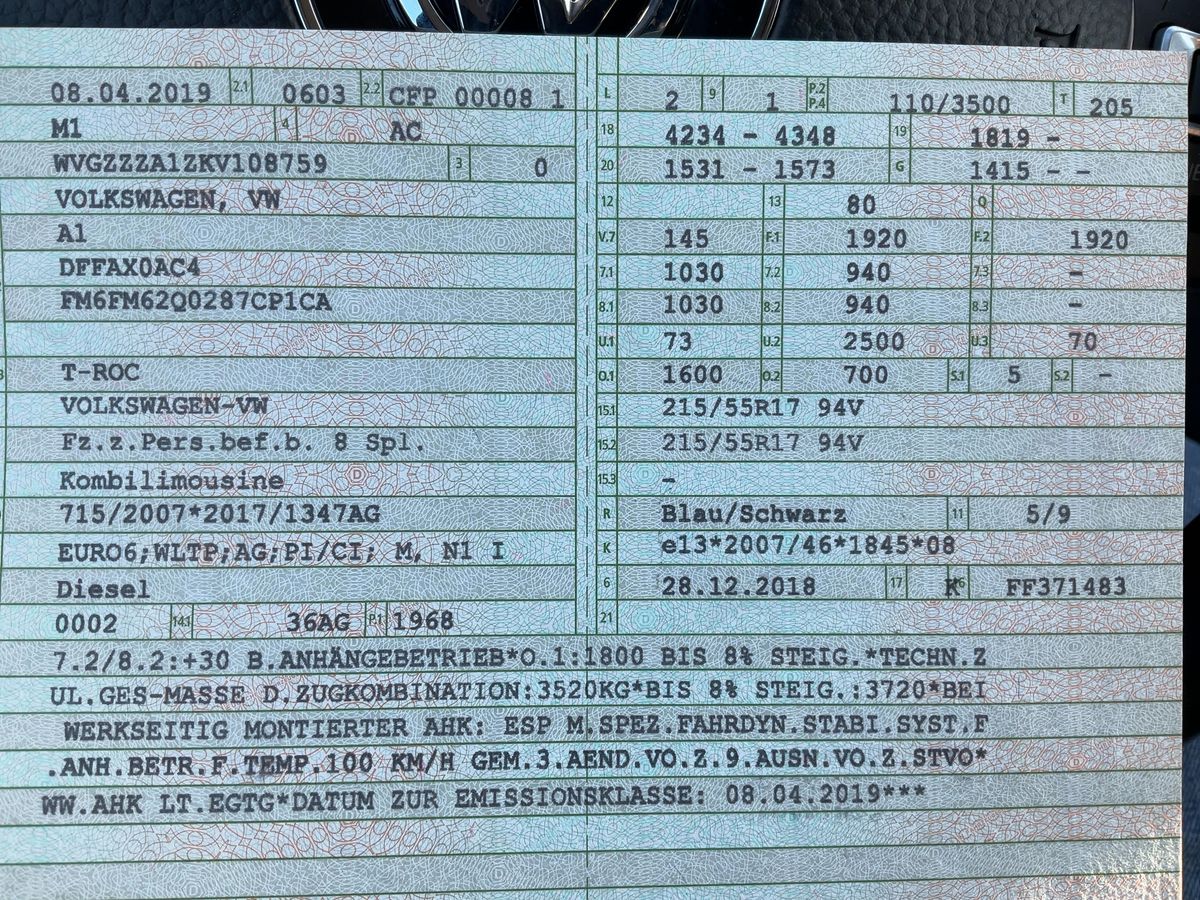 08.04.2019 2.1 0603 2.2 CFP 00008 1
M1 4 AC
WVGZZZA1ZKV108759 3 0
VOLKSWAGEN, VW
A1
DFFAX0AC4
FM6FM62Q0287CP1CA
T-ROC
VOLKSWAGEN-VW
Fz.z.Pers.bef.b. 8 Spl.
Kombilimousine
715/2007*2017/1347AG
EURO6;WLTP;AG;PI/CI; M, N1 I
Diesel
0002 14.1 36AG P.1 1968
L 2 9 1 P.2 P.4 110/3500 T 205
18 4234 - 4348 19 1819 -
20 1531 - 1573 G 1415 - -
12 13 80 Q
V.7 145 F.1 1920 F.2 1920
7.1 1030 7.2 940 7.3 -
8.1 1030 8.2 940 8.3 -
U.1 73 U.2 2500 U.3 70
O.1 1600 O.2 700 S.1 5 S.2 -
15.1 215/55R17 94V
15.2 215/55R17 94V
15.3 -
R Blau/Schwarz 11 5/9
K e13*2007/46*1845*08
6 28.12.2018 17 K 16 FF371483
21
7.2/8.2:+30 B.ANHÄNGEBETRIEB*O.1:1800 BIS 8% STEIG.*TECHN.Z
UL.GES-MASSE D.ZUGKOMBINATION:3520KG*BIS 8% STEIG.:3720*BEI
WERKSEITIG MONTIERTER AHK: ESP M.SPEZ.FAHRDYN.STABI.SYST.F
.ANH.BETR.F.TEMP.100 KM/H GEM.3.AEND.VO.Z.9.AUSN.VO.Z.STVO*
WW.AHK LT.EGTG*DATUM ZUR EMISSIONSKLASSE: 08.04.2019***